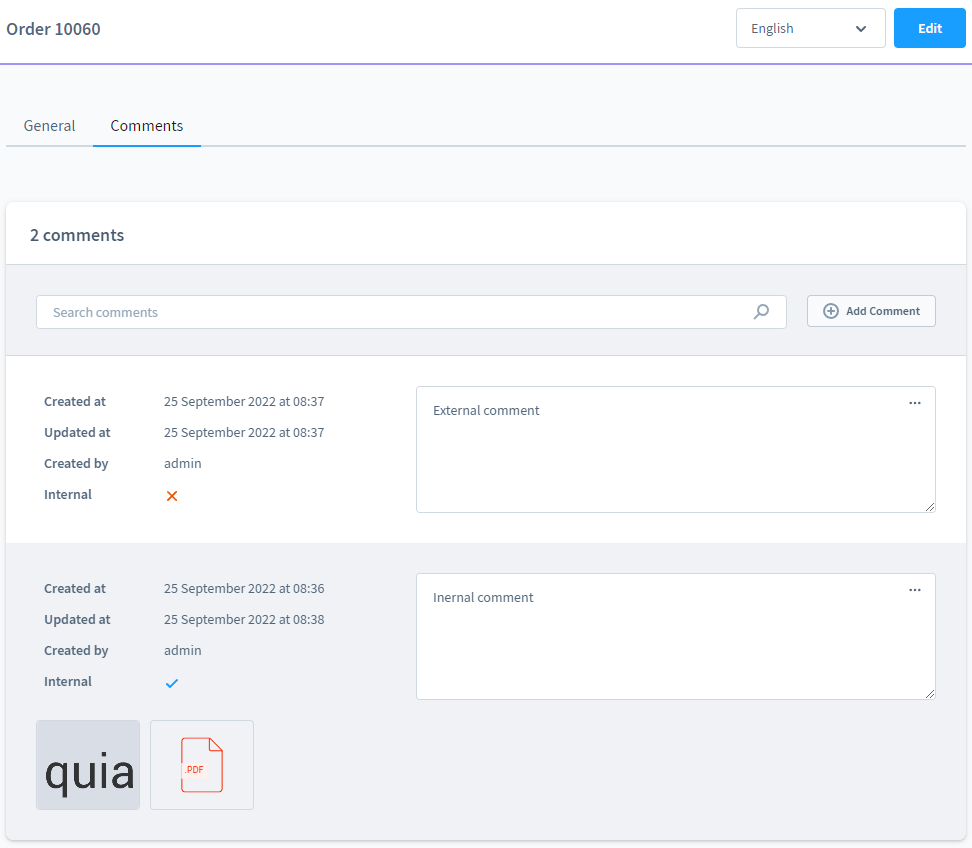 Order 10060
English
Edit
General
Comments
2 comments
Search comments
Add Comment
Created at 25 September 2022 at 08:37
External comment
Updated at 25 September 2022 at 08:37
Created by admin
Internal
Created at 25 September 2022 at 08:36
Inernal comment
Updated at 25 September 2022 at 08:38
Created by admin
Internal
quia
.PDF